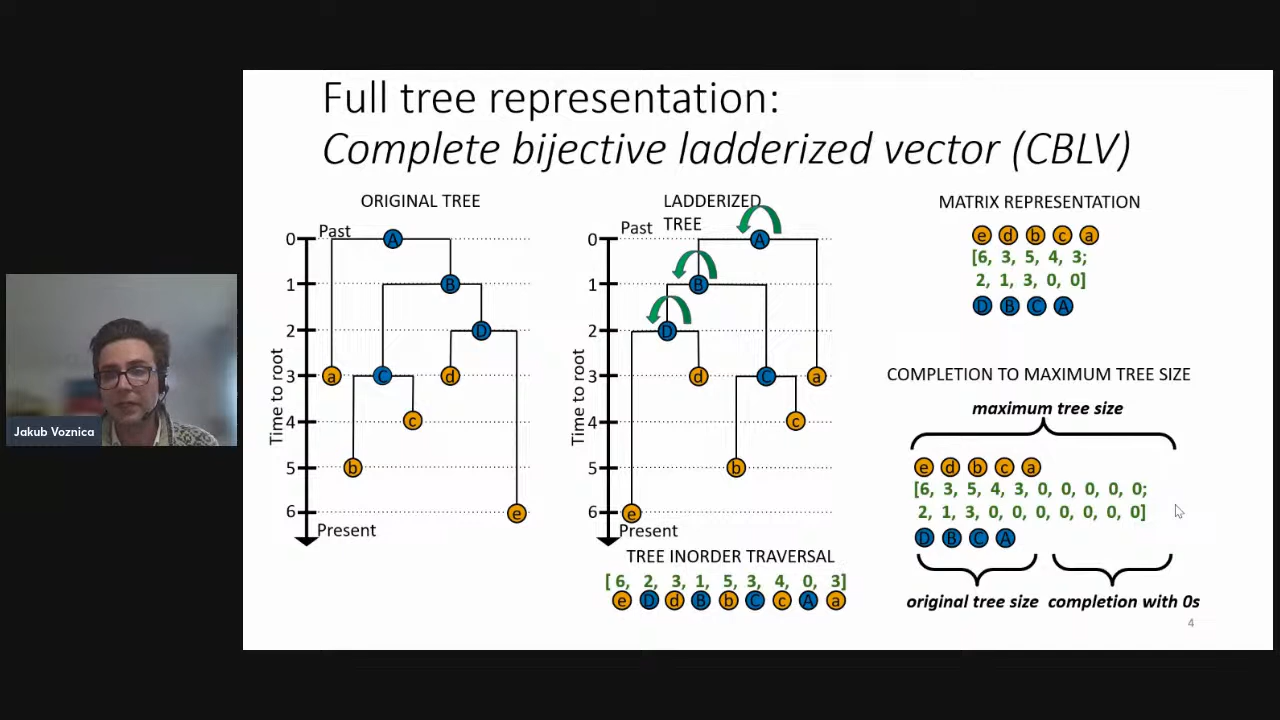 Full tree representation:
Complete bijective ladderized vector (CBLV)
ORIGINAL TREE
Past
0
1
2
3
4
5
6
Time to root
Present
A
B
D
a
C
d
c
b
e
LADDERIZED
TREE
Past
0
1
2
3
4
5
6
Time to root
Present
A
B
D
d
C
a
c
b
e
TREE INORDER TRAVERSAL
[ 6, 2, 3, 1, 5, 3, 4, 0, 3]
e D d B b C c A a
MATRIX REPRESENTATION
e d b c a
[6, 3, 5, 4, 3;
2, 1, 3, 0, 0]
D B C A
COMPLETION TO MAXIMUM TREE SIZE
maximum tree size
e d b c a
[6, 3, 5, 4, 3, 0, 0, 0, 0, 0;
2, 1, 3, 0, 0, 0, 0, 0, 0, 0]
D B C A
original tree size completion with 0s
4
Jakub Voznica